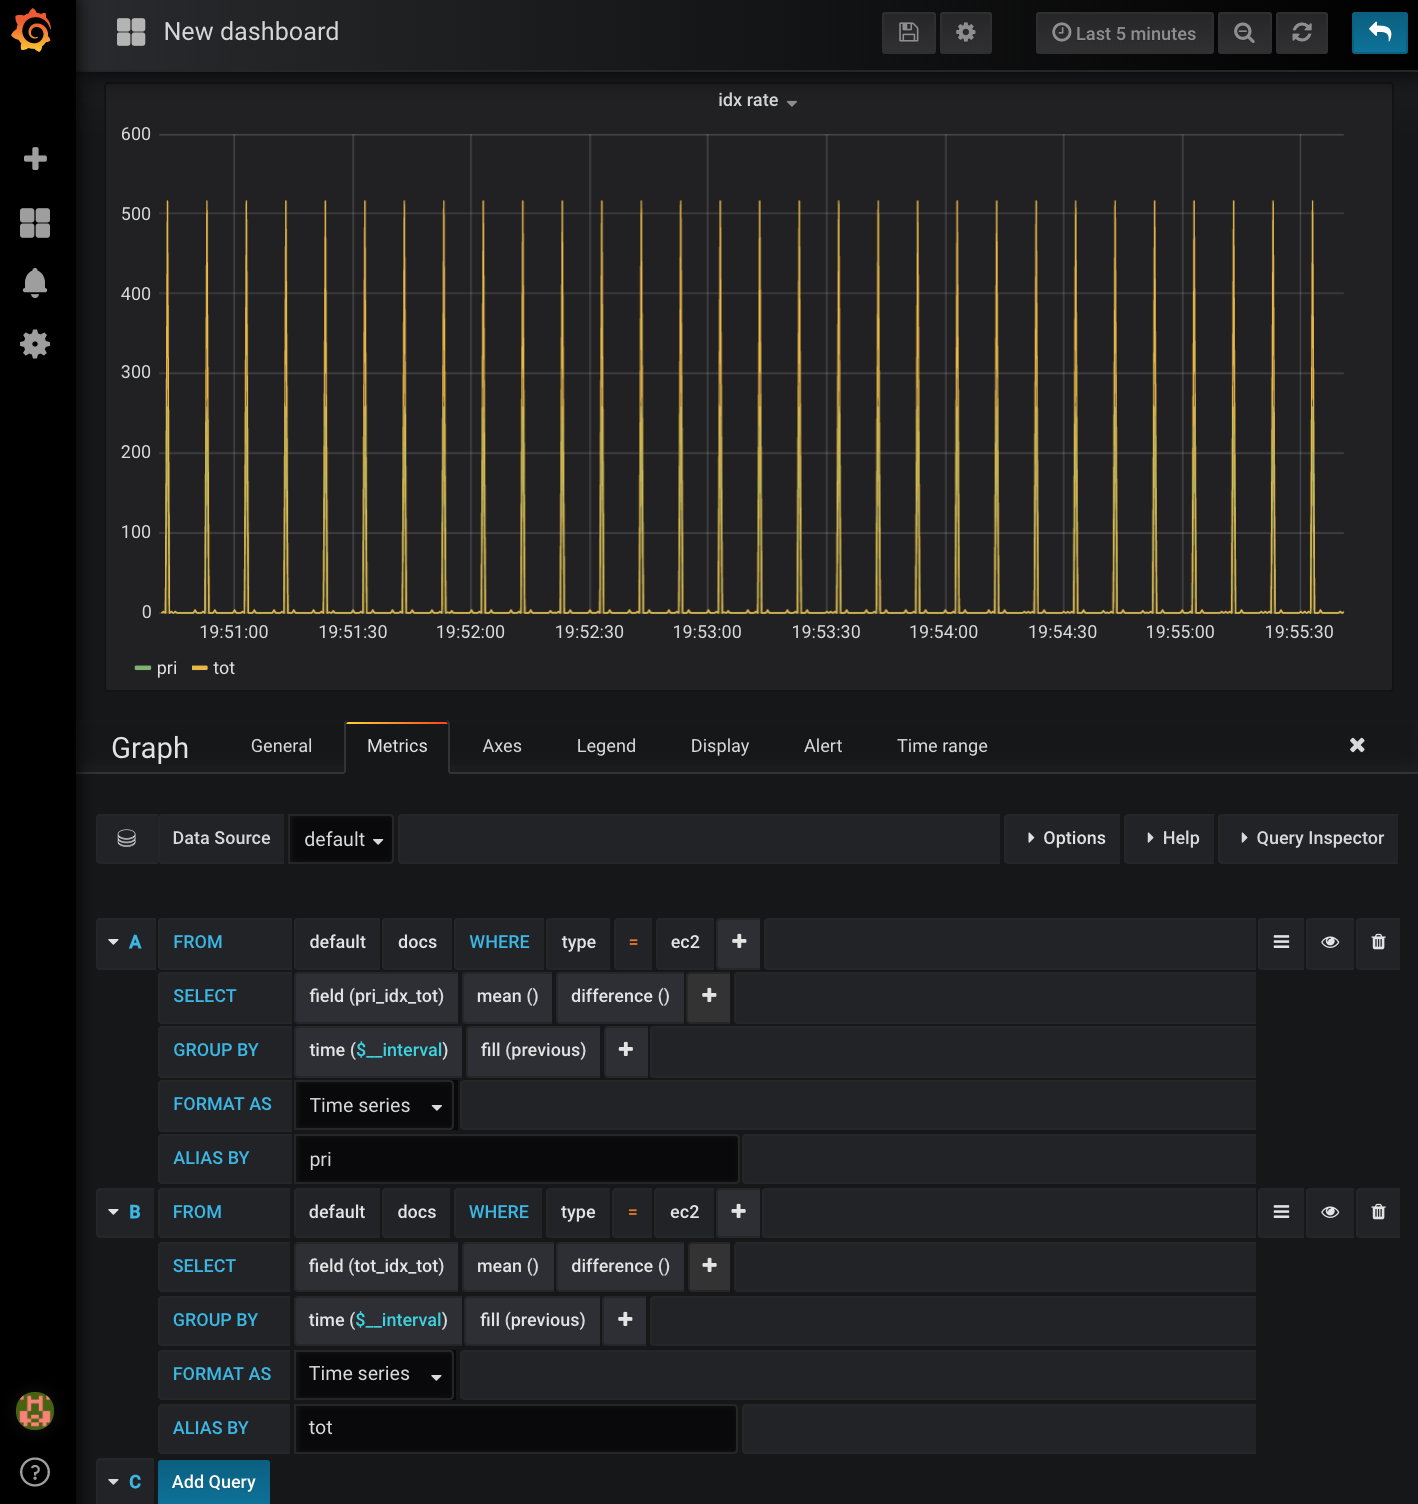 New dashboard
Last 5 minutes
idx rate
600
500
400
300
200
100
0
19:51:00 19:51:30 19:52:00 19:52:30 19:53:00 19:53:30 19:54:00 19:54:30 19:55:00 19:55:30
pri tot
Graph General Metrics Axes Legend Display Alert Time range
Data Source default Options Help Query Inspector
A FROM default docs WHERE type = ec2
SELECT field (pri_idx_tot) mean () difference ()
GROUP BY time ($__interval) fill (previous)
FORMAT AS Time series
ALIAS BY pri
B FROM default docs WHERE type = ec2
SELECT field (tot_idx_tot) mean () difference ()
GROUP BY time ($__interval) fill (previous)
FORMAT AS Time series
ALIAS BY tot
C Add Query